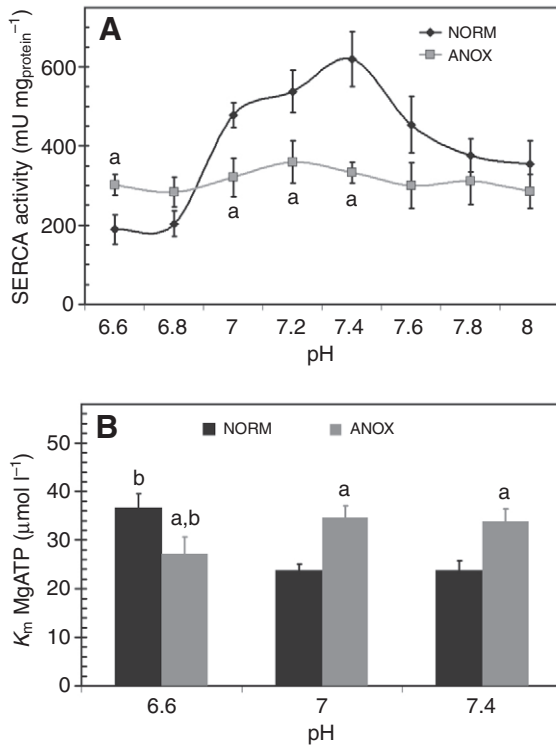 A
NORM
ANOX
SERCA activity (mU mgprotein⁻¹)
600
400
200
0
a
a
a
a
6.6 6.8 7 7.2 7.4 7.6 7.8 8
pH
B
NORM ANOX
Km MgATP (μmol l⁻¹)
50
40
30
20
10
0
b
a,b
a
a
6.6 7 7.4
pH